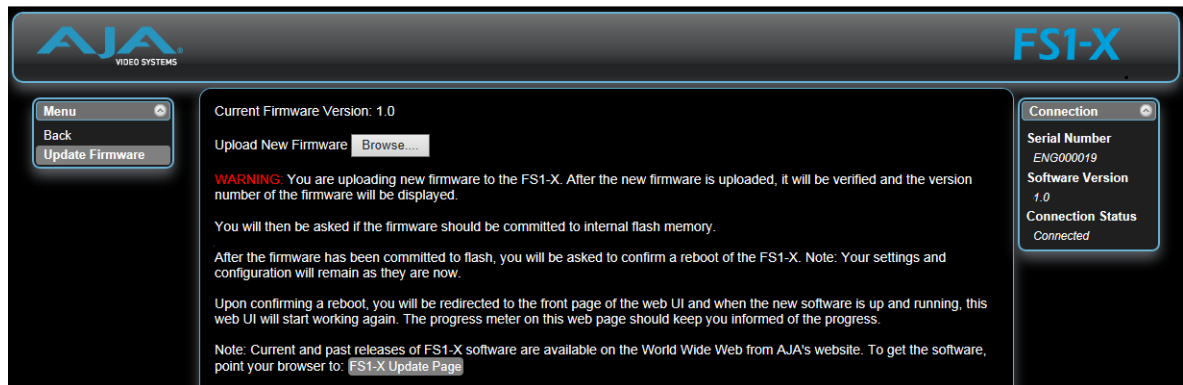 AJA
VIDEO SYSTEMS
FS1-X
Menu
Back
Update Firmware
Current Firmware Version: 1.0
Upload New Firmware Browse....
WARNING: You are uploading new firmware to the FS1-X. After the new firmware is uploaded, it will be verified and the version
number of the firmware will be displayed.
You will then be asked if the firmware should be committed to internal flash memory.
After the firmware has been committed to flash, you will be asked to confirm a reboot of the FS1-X. Note: Your settings and
configuration will remain as they are now.
Upon confirming a reboot, you will be redirected to the front page of the web UI and when the new software is up and running, this
web UI will start working again. The progress meter on this web page should keep you informed of the progress.
Note: Current and past releases of FS1-X software are available on the World Wide Web from AJA's website. To get the software,
point your browser to: FS1-X Update Page
Connection
Serial Number
ENG000019
Software Version
1.0
Connection Status
Connected